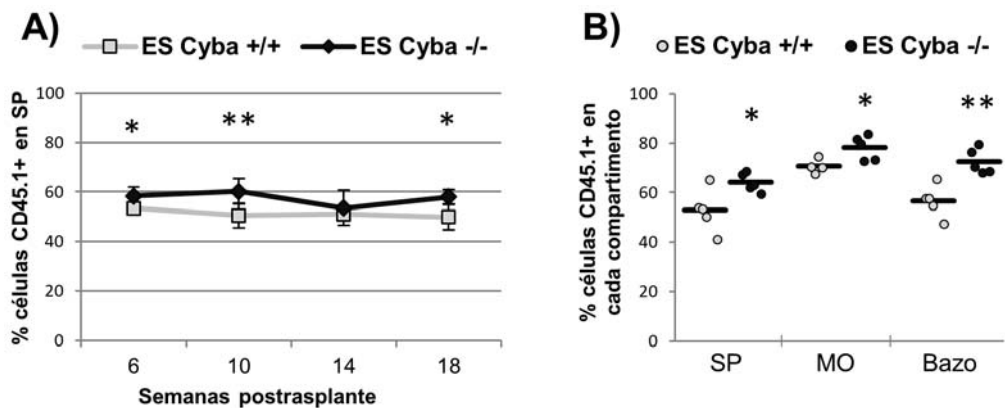 A)
ES Cyba +/+ ES Cyba -/-
% células CD45.1+ en SP
100
80
60
40
20
0
* ** *
6 10 14 18
Semanas postrasplante
B)
ES Cyba +/+ ES Cyba -/-
% células CD45.1+ en
cada compartimento
100
80
60
40
20
0
* * **
SP MO Bazo